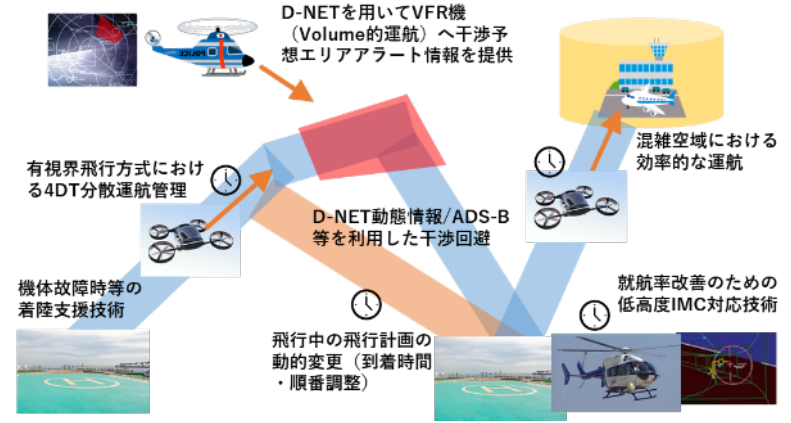 D-NETを用いてVFR機
（Volume的運航）へ干渉予
想エリアアラート情報を提供
POLICE
混雑空域における
効率的な運航
有視界飛行方式におけ
る4DT分散運航管理
D-NET動態情報/ADS-B
等を利用した干渉回避
機体故障時等の
着陸支援技術
就航率改善のための
低高度IMC対応技術
飛行中の飛行計画の
動的変更（到着時間
・順番調整）
H
H